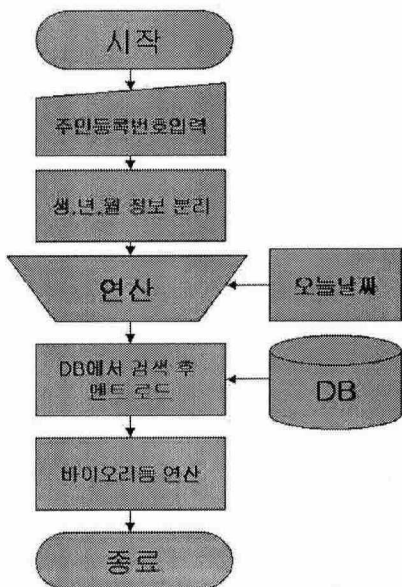 시작
주민등록번호입력
생,년,월 정보 분리
연산
오늘날짜
DB에서 검색 후
멘트 로드
DB
바이오리듬 연산
종료